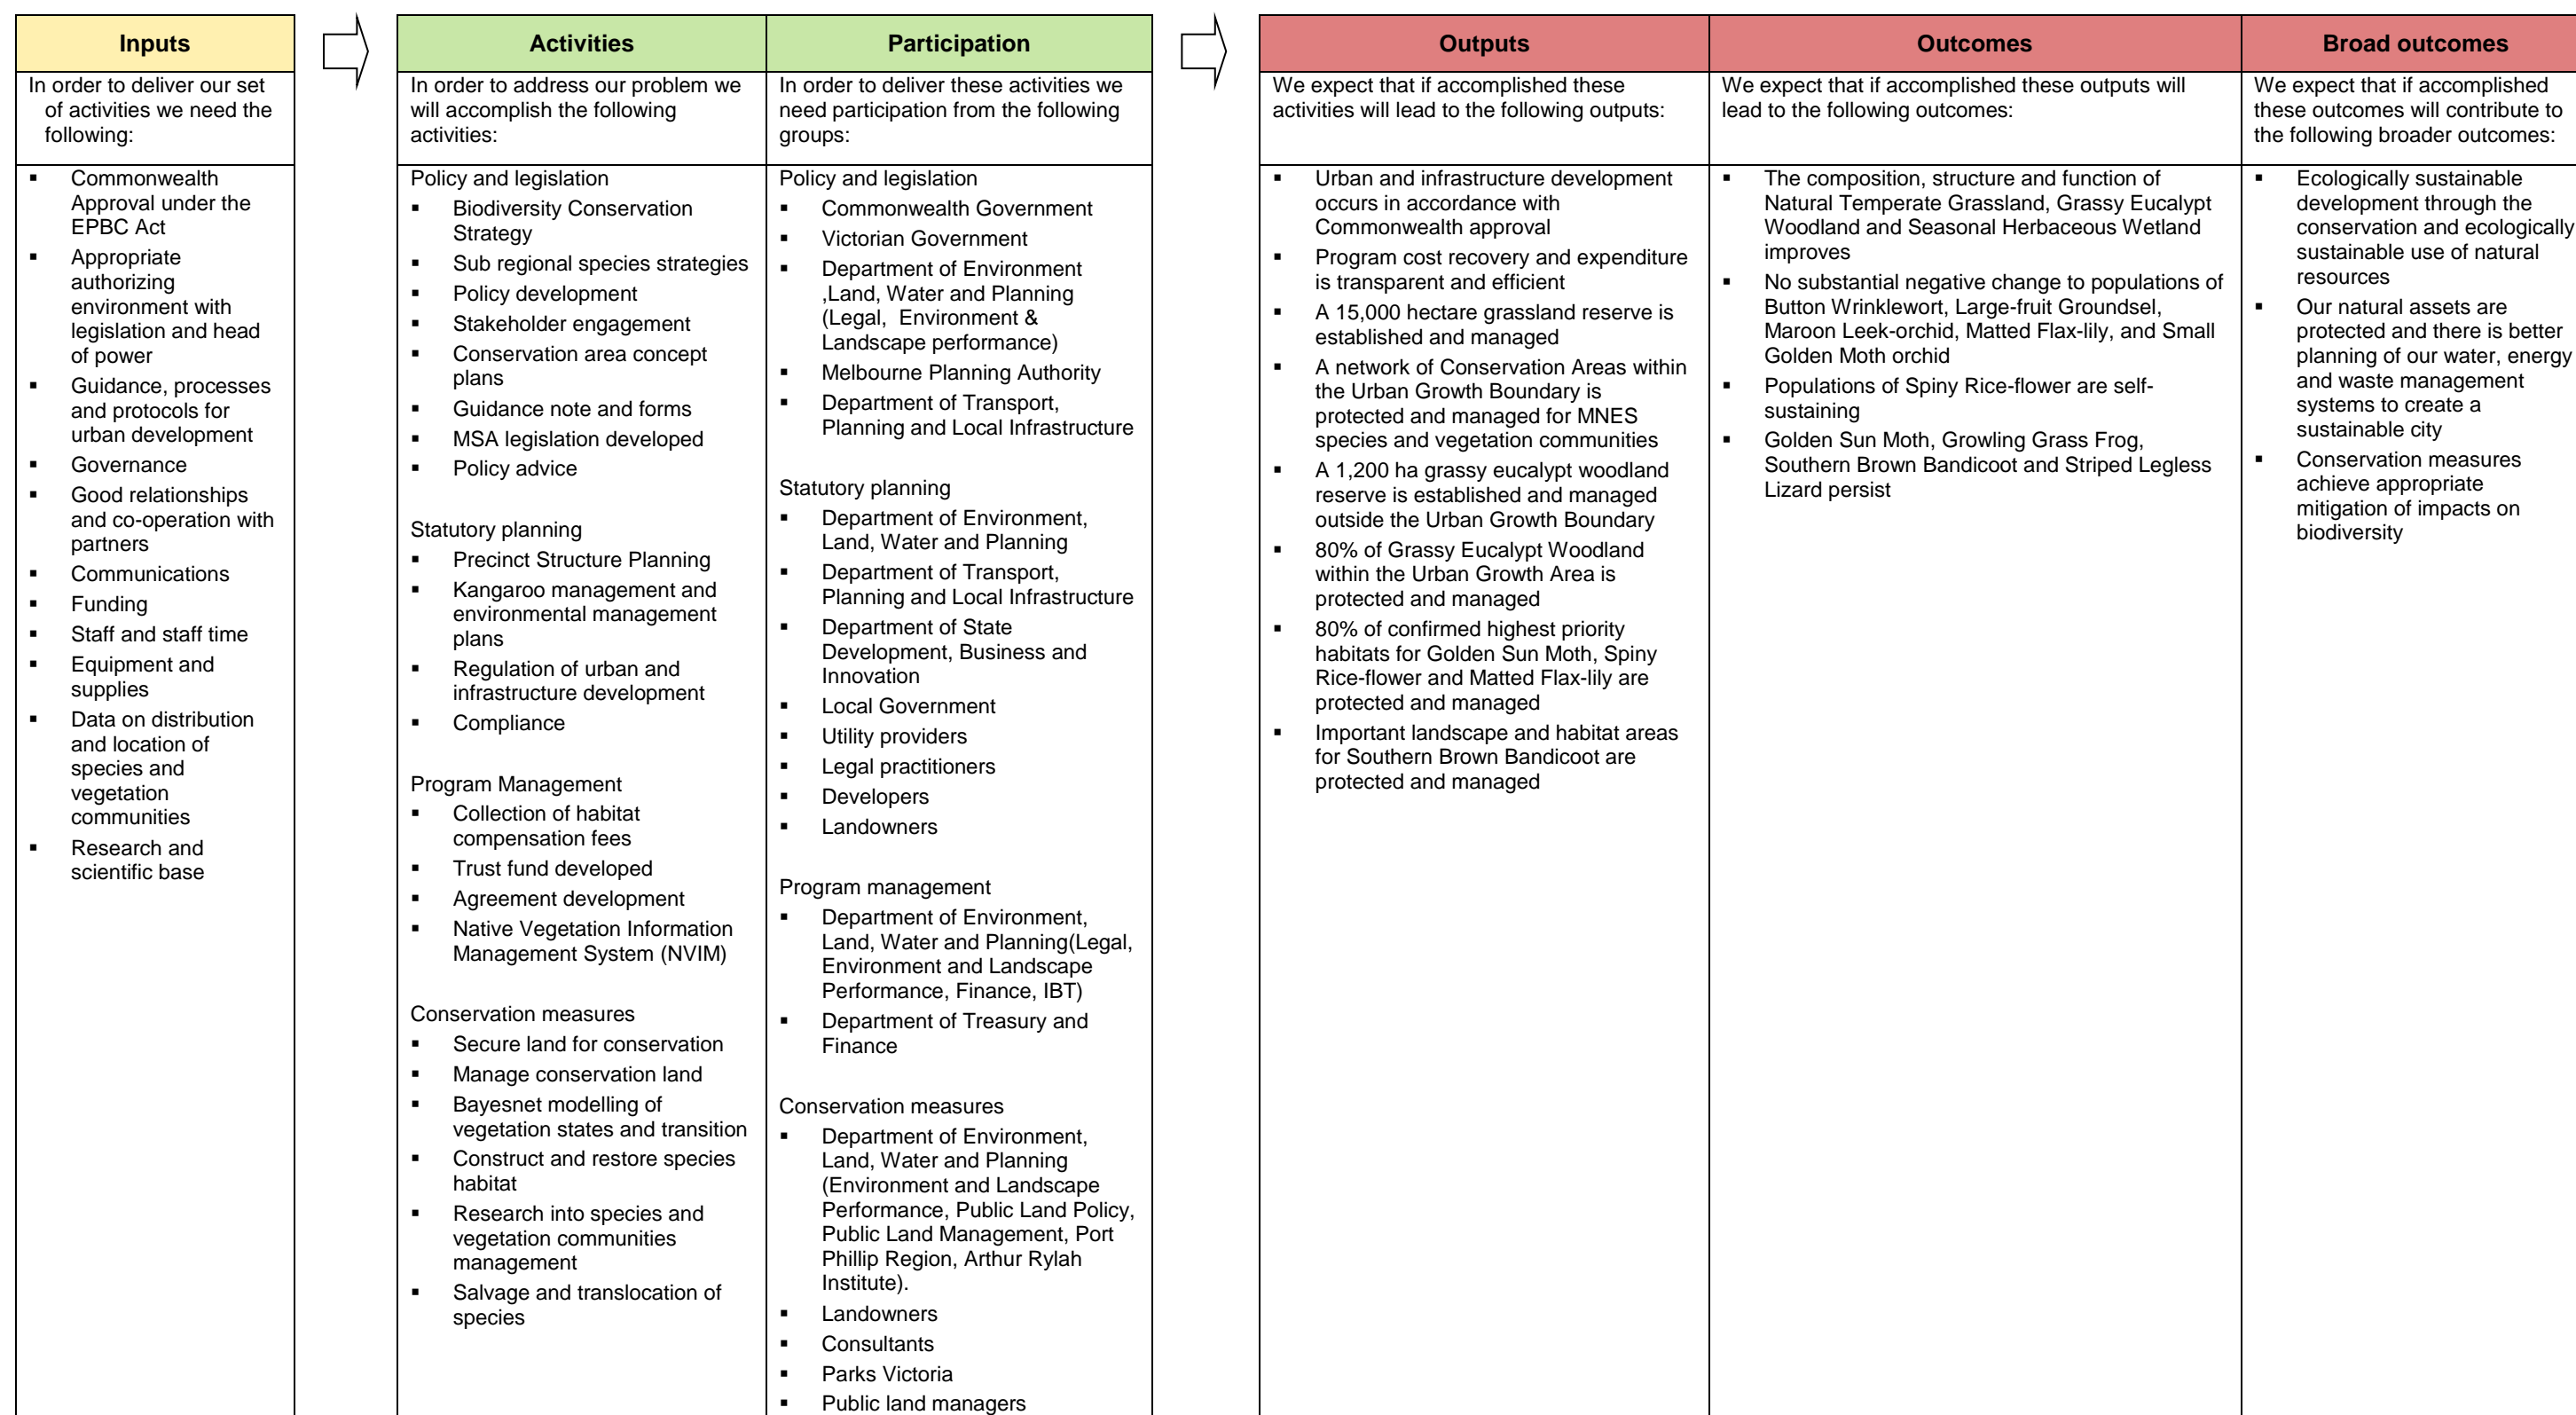 Inputs
In order to deliver our set
of activities we need the
following:
▪ Commonwealth
Approval under the
EPBC Act
▪ Appropriate
authorizing
environment with
legislation and head
of power
▪ Guidance, processes
and protocols for
urban development
▪ Governance
▪ Good relationships
and co-operation with
partners
▪ Communications
▪ Funding
▪ Staff and staff time
▪ Equipment and
supplies
▪ Data on distribution
and location of
species and
vegetation
communities
▪ Research and
scientific base
Activities
In order to address our problem we
will accomplish the following
activities:
Policy and legislation
▪ Biodiversity Conservation
Strategy
▪ Sub regional species strategies
▪ Policy development
▪ Stakeholder engagement
▪ Conservation area concept
plans
▪ Guidance note and forms
▪ MSA legislation developed
▪ Policy advice
Statutory planning
▪ Precinct Structure Planning
▪ Kangaroo management and
environmental management
plans
▪ Regulation of urban and
infrastructure development
▪ Compliance
Program Management
▪ Collection of habitat
compensation fees
▪ Trust fund developed
▪ Agreement development
▪ Native Vegetation Information
Management System (NVIM)
Conservation measures
▪ Secure land for conservation
▪ Manage conservation land
▪ Bayesnet modelling of
vegetation states and transition
▪ Construct and restore species
habitat
▪ Research into species and
vegetation communities
management
▪ Salvage and translocation of
species
Participation
In order to deliver these activities we
need participation from the following
groups:
Policy and legislation
▪ Commonwealth Government
▪ Victorian Government
▪ Department of Environment
,Land, Water and Planning
(Legal, Environment &
Landscape performance)
▪ Melbourne Planning Authority
▪ Department of Transport,
Planning and Local Infrastructure
Statutory planning
▪ Department of Environment,
Land, Water and Planning
▪ Department of Transport,
Planning and Local Infrastructure
▪ Department of State
Development, Business and
Innovation
▪ Local Government
▪ Utility providers
▪ Legal practitioners
▪ Developers
▪ Landowners
Program management
▪ Department of Environment,
Land, Water and Planning(Legal,
Environment and Landscape
Performance, Finance, IBT)
▪ Department of Treasury and
Finance
Conservation measures
▪ Department of Environment,
Land, Water and Planning
(Environment and Landscape
Performance, Public Land Policy,
Public Land Management, Port
Phillip Region, Arthur Rylah
Institute).
▪ Landowners
▪ Consultants
▪ Parks Victoria
▪ Public land managers
Outputs
We expect that if accomplished these
activities will lead to the following outputs:
▪ Urban and infrastructure development
occurs in accordance with
Commonwealth approval
▪ Program cost recovery and expenditure
is transparent and efficient
▪ A 15,000 hectare grassland reserve is
established and managed
▪ A network of Conservation Areas within
the Urban Growth Boundary is
protected and managed for MNES
species and vegetation communities
▪ A 1,200 ha grassy eucalypt woodland
reserve is established and managed
outside the Urban Growth Boundary
▪ 80% of Grassy Eucalypt Woodland
within the Urban Growth Area is
protected and managed
▪ 80% of confirmed highest priority
habitats for Golden Sun Moth, Spiny
Rice-flower and Matted Flax-lily are
protected and managed
▪ Important landscape and habitat areas
for Southern Brown Bandicoot are
protected and managed
Outcomes
We expect that if accomplished these outputs will
lead to the following outcomes:
▪ The composition, structure and function of
Natural Temperate Grassland, Grassy Eucalypt
Woodland and Seasonal Herbaceous Wetland
improves
▪ No substantial negative change to populations of
Button Wrinklewort, Large-fruit Groundsel,
Maroon Leek-orchid, Matted Flax-lily, and Small
Golden Moth orchid
▪ Populations of Spiny Rice-flower are self-
sustaining
▪ Golden Sun Moth, Growling Grass Frog,
Southern Brown Bandicoot and Striped Legless
Lizard persist
Broad outcomes
We expect that if accomplished
these outcomes will contribute to
the following broader outcomes:
▪ Ecologically sustainable
development through the
conservation and ecologically
sustainable use of natural
resources
▪ Our natural assets are
protected and there is better
planning of our water, energy
and waste management
systems to create a
sustainable city
▪ Conservation measures
achieve appropriate
mitigation of impacts on
biodiversity